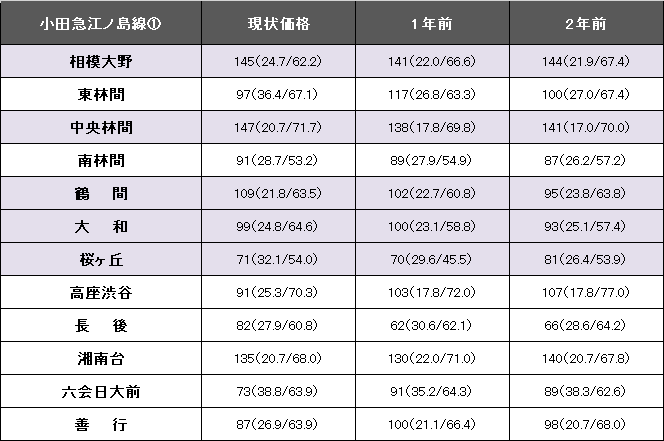 小田急江ノ島線① 現状価格 1年前 2年前
相模大野 145(24.7/62.2) 141(22.0/66.6) 144(21.9/67.4)
東林間 97(36.4/67.1) 117(26.8/63.3) 100(27.0/67.4)
中央林間 147(20.7/71.7) 138(17.8/69.8) 141(17.0/70.0)
南林間 91(28.7/53.2) 89(27.9/54.9) 87(26.2/57.2)
鶴 間 109(21.8/63.5) 102(22.7/60.8) 95(23.8/63.8)
大 和 99(24.8/64.6) 100(23.1/58.8) 93(25.1/57.4)
桜ヶ丘 71(32.1/54.0) 70(29.6/45.5) 81(26.4/53.9)
高座渋谷 91(25.3/70.3) 103(17.8/72.0) 107(17.8/77.0)
長 後 82(27.9/60.8) 62(30.6/62.1) 66(28.6/64.2)
湘南台 135(20.7/68.0) 130(22.0/71.0) 140(20.7/67.8)
六会日大前 73(38.8/63.9) 91(35.2/64.3) 89(38.3/62.6)
善 行 87(26.9/63.9) 100(21.1/66.4) 98(20.7/68.0)